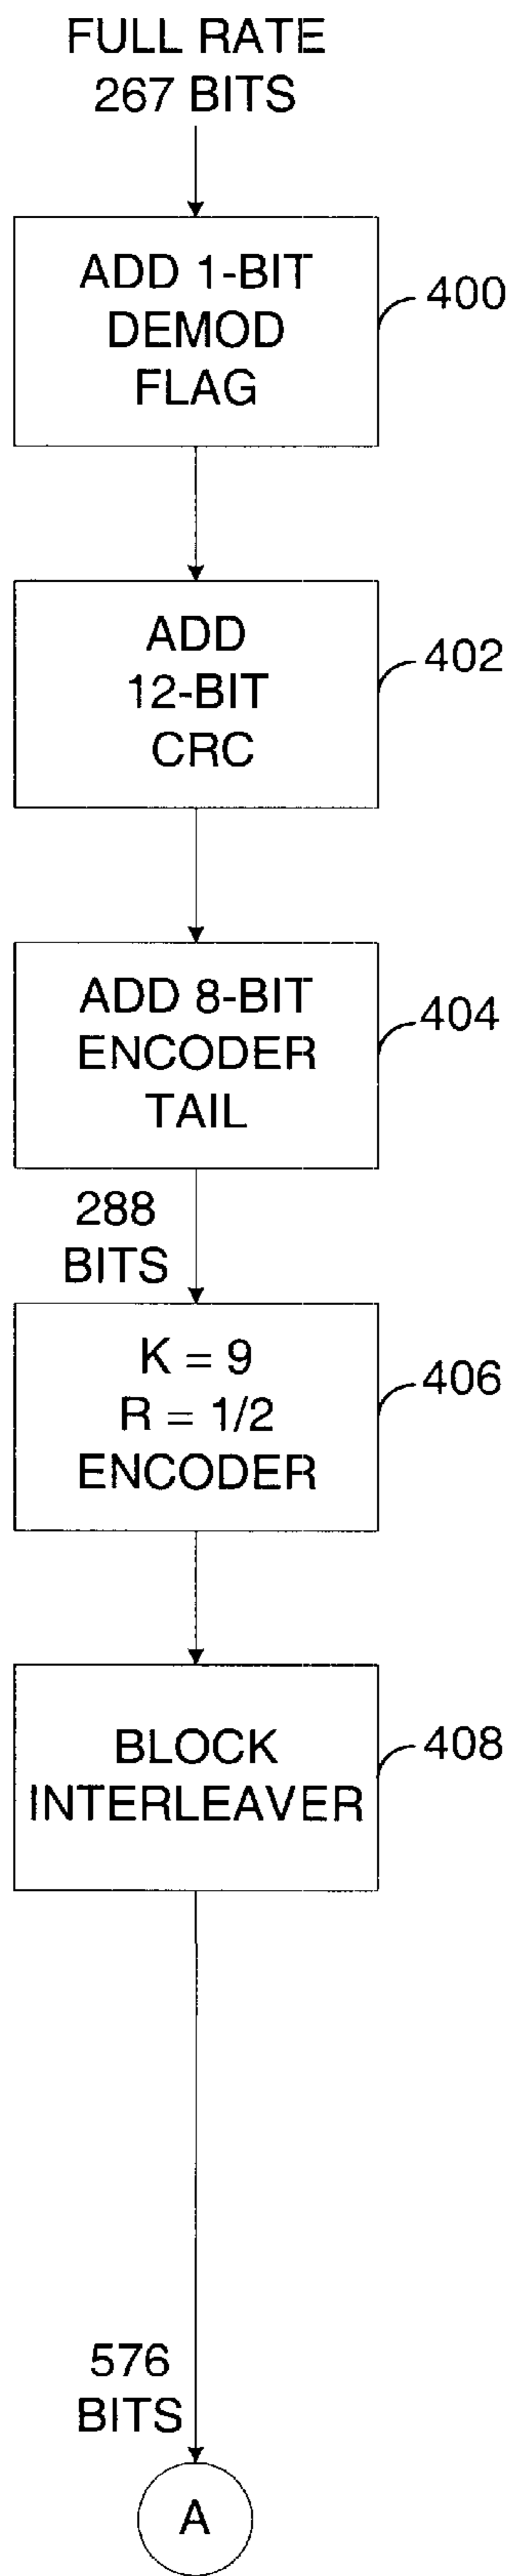 FULL RATE
267 BITS
ADD 1-BIT
DEMOD
FLAG
400
ADD
12-BIT
CRC
402
ADD 8-BIT
ENCODER
TAIL
404
288
BITS
K = 9
R = 1/2
ENCODER
406
BLOCK
INTERLEAVER
408
576
BITS
A